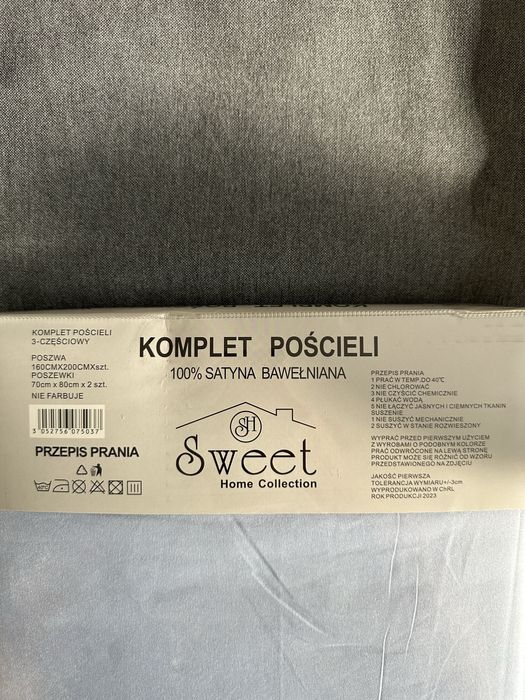 KOMPLET POŚCIELI
3-CZĘŚCIOWY
POSZWA
160CMX200CMXszt.
POSZEWKI
70cm x 80cm x 2 szt.
NIE FARBUJE
3 052756 075037
PRZEPIS PRANIA
KOMPLET POŚCIELI
100% SATYNA BAWEŁNIANA
SH
Sweet
Home Collection
PRZEPIS PRANIA
1 PRAĆ W TEMP.DO 40℃
2 NIE CHLOROWAĆ
3 NIE CZYŚCIĆ CHEMICZNIE
4 PŁUKAĆ WODĄ
5 NIE ŁĄCZYĆ JASNYCH I CIEMNYCH TKANIN
SUSZENIE
1 NIE SUSZYĆ MECHANICZNIE
2 SUSZYĆ W STANIE ROZWIESZONY
WYPRAĆ PRZED PIERWSZYM UŻYCIEM
Z WYROBAMI O PODOBNYM KOLORZE
PRAĆ ODWRÓCONE NA LEWĄ STRONĘ
PRODUKT MOŻE SIĘ RÓŻNIĆ OD WZORU
PRZEDSTAWIONEGO NA ZDJĘCIU
JAKOŚĆ PIERWSZA
TOLERANCJA WYMIARU+/-3cm
WYPRODUKOWANO W ChRL
ROK PRODUKCJI 2023